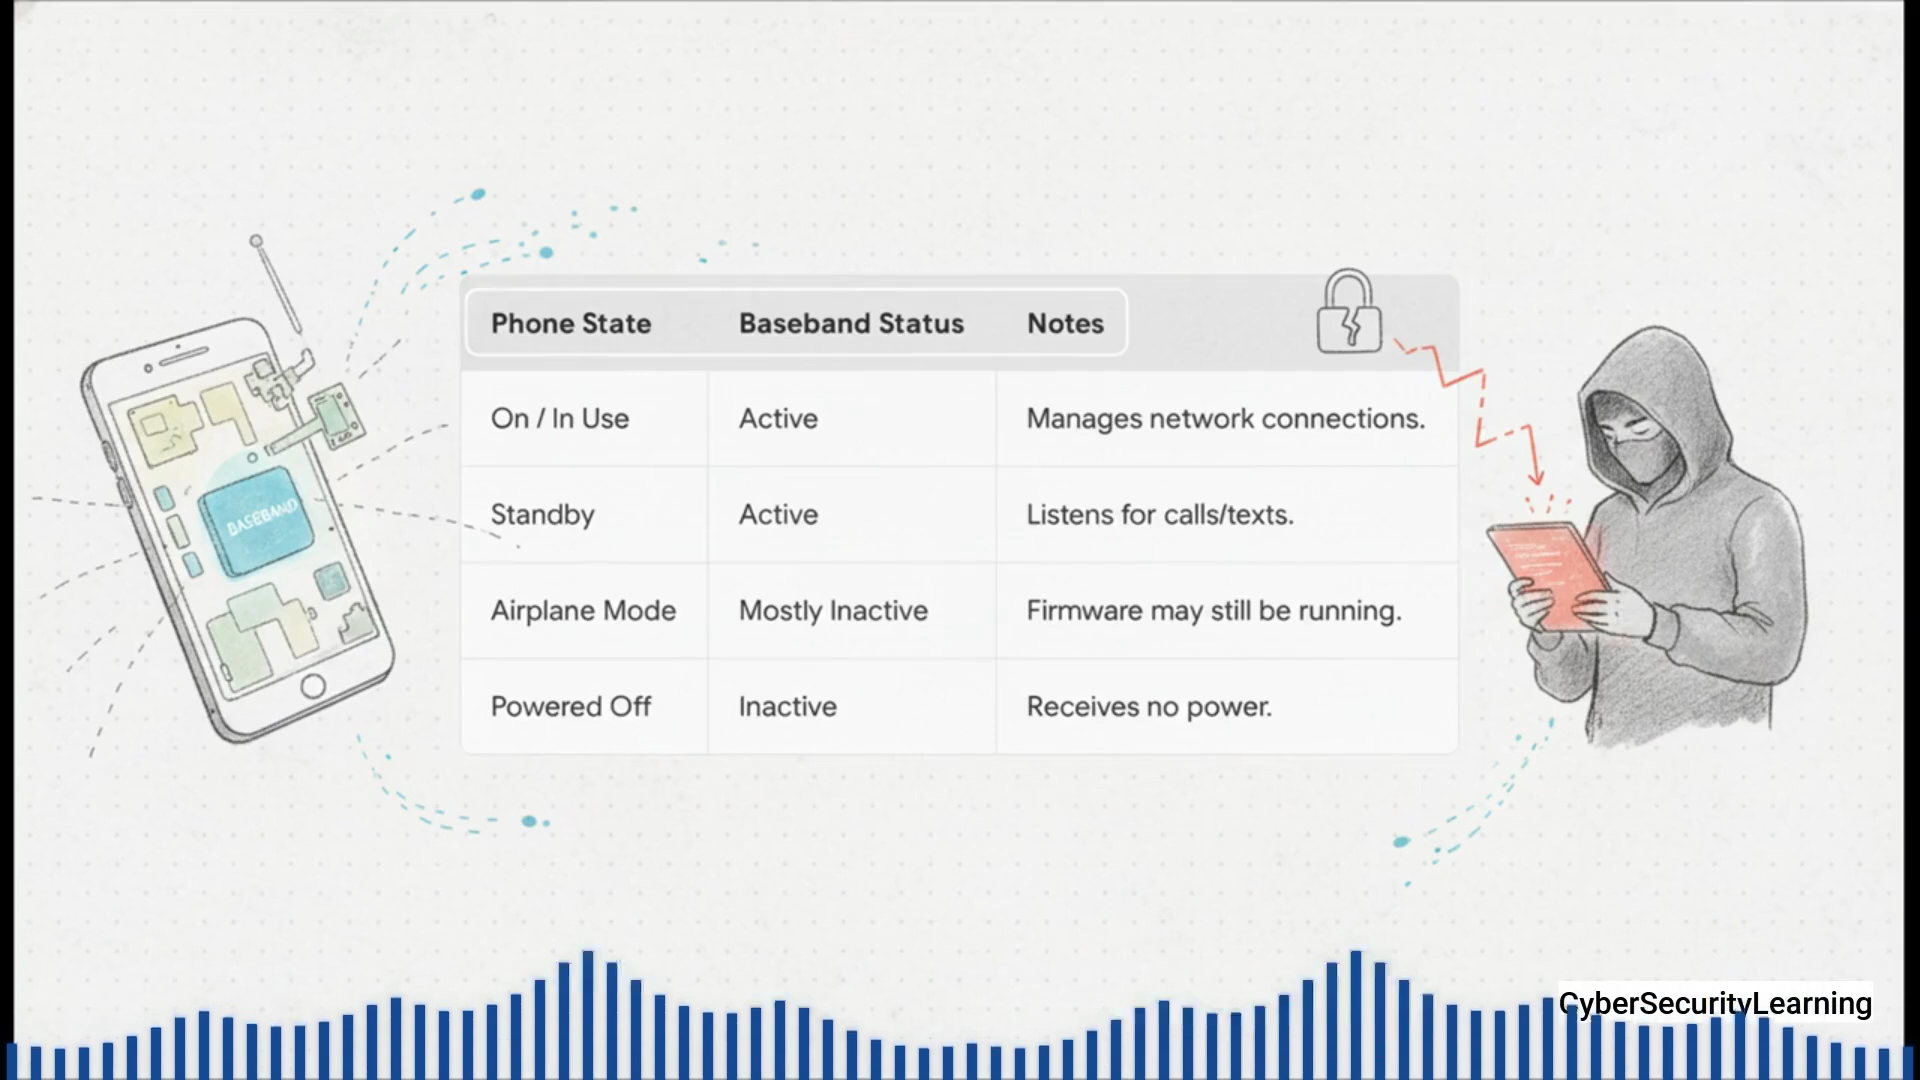 Phone State Baseband Status Notes
On / In Use Active Manages network connections.
Standby Active Listens for calls/texts.
Airplane Mode Mostly Inactive Firmware may still be running.
Powered Off Inactive Receives no power.
BASEBAND
CyberSecurityLearning